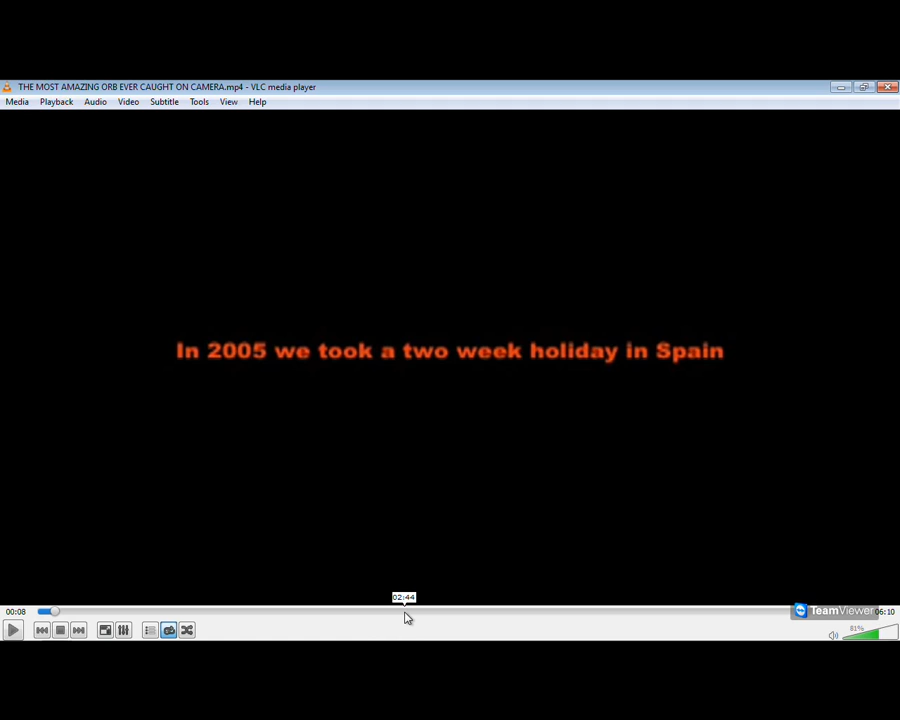 THE MOST AMAZING ORB EVER CAUGHT ON CAMERA.mp4 - VLC media player
Media Playback Audio Video Subtitle Tools View Help
In 2005 we took a two week holiday in Spain
02:44
00:08
06:10
TeamViewer
81%